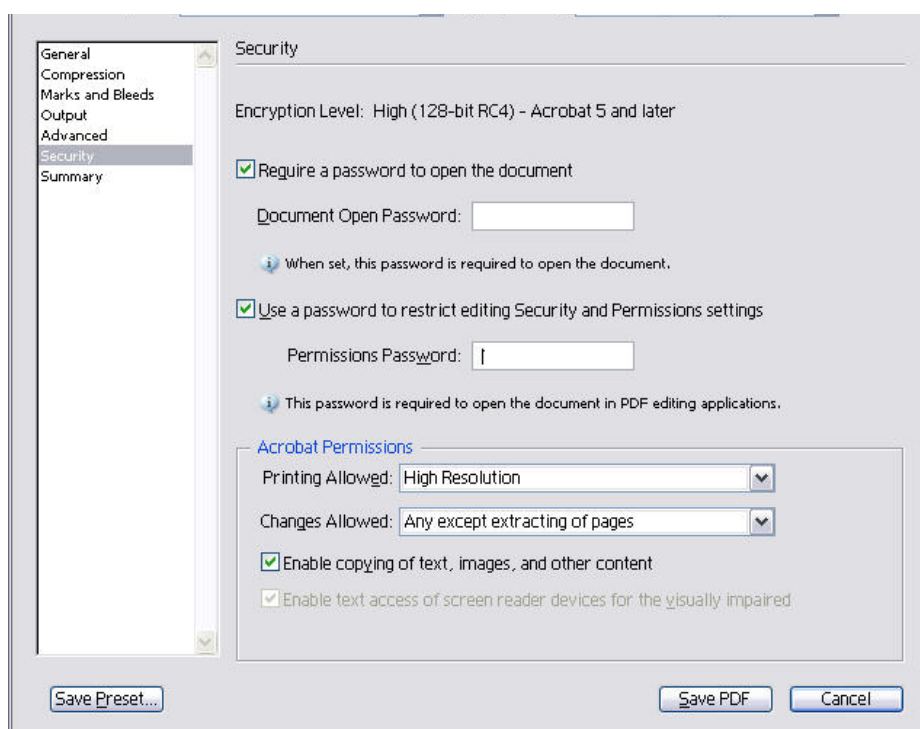 General
Compression
Marks and Bleeds
Output
Advanced
Security
Summary
Security
Encryption Level: High (128-bit RC4) - Acrobat 5 and later
Require a password to open the document
Document Open Password:
When set, this password is required to open the document.
Use a password to restrict editing Security and Permissions settings
Permissions Password:
This password is required to open the document in PDF editing applications.
Acrobat Permissions
Printing Allowed: High Resolution
Changes Allowed: Any except extracting of pages
Enable copying of text, images, and other content
Enable text access of screen reader devices for the visually impaired
Save Preset... Save PDF Cancel